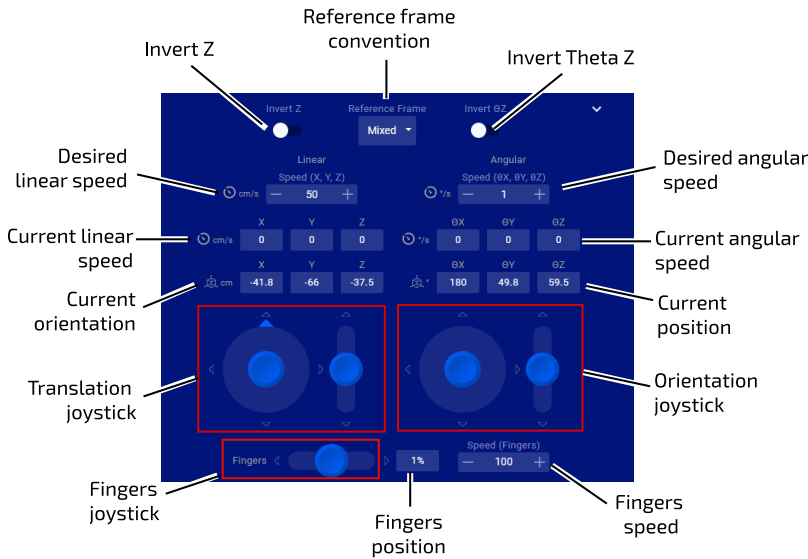 Reference frame
convention
Invert Z
Invert Theta Z
Invert Z
Reference Frame
Invert ΘZ
Mixed
Desired
linear speed
Linear
Angular
Desired angular
speed
Speed (X, Y, Z)
Speed (ΘX, ΘY, ΘZ)
cm/s
— 50 +
°/s
— 1 +
Current linear
speed
X Y Z
ΘX ΘY ΘZ
cm/s 0 0 0
°/s 0 0 0
Current angular
speed
Current
orientation
X Y Z
ΘX ΘY ΘZ
cm -41.8 -66 -37.5
° 180 49.8 59.5
Current
position
Translation
joystick
Orientation
joystick
Fingers
1%
Speed (Fingers)
— 100 +
Fingers
joystick
Fingers
position
Fingers
speed